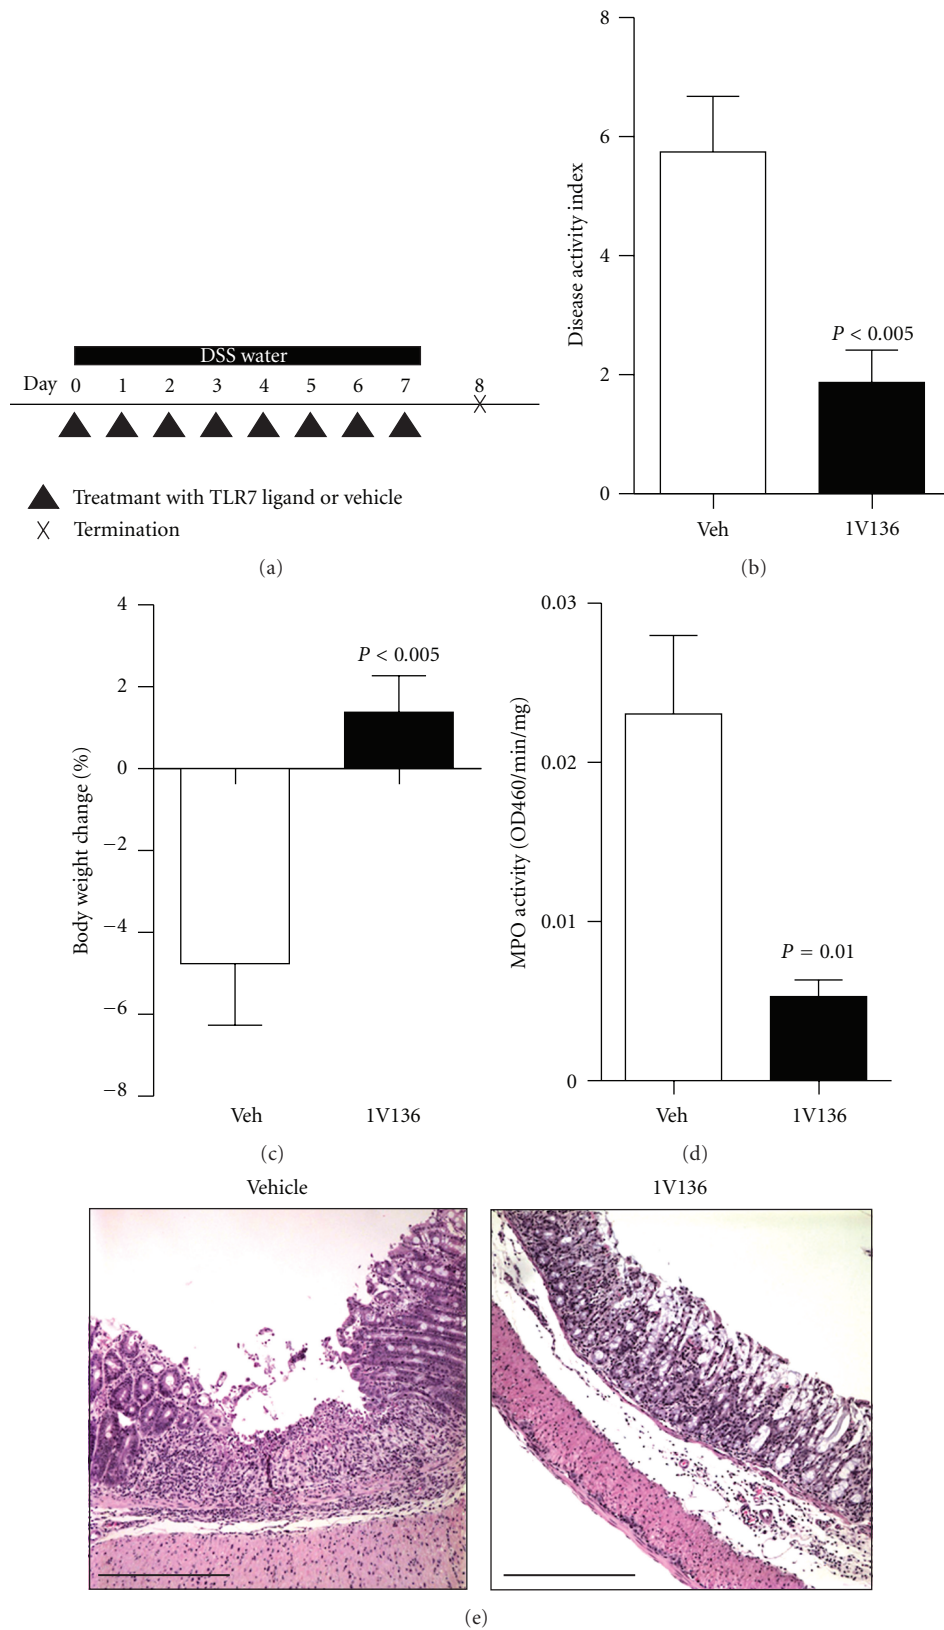 DSS water
Day 0 1 2 3 4 5 6 7 8
Treatmant with TLR7 ligand or vehicle
Termination
(a)
8
6
4
2
0
Disease activity index
P < 0.005
Veh 1V136
(b)
4
2
0
−2
−4
−6
−8
Body weight change (%)
P < 0.005
Veh 1V136
(c)
0.03
0.02
0.01
0
MPO activity (OD460/min/mg)
P = 0.01
Veh 1V136
(d)
Vehicle 1V136
(e)